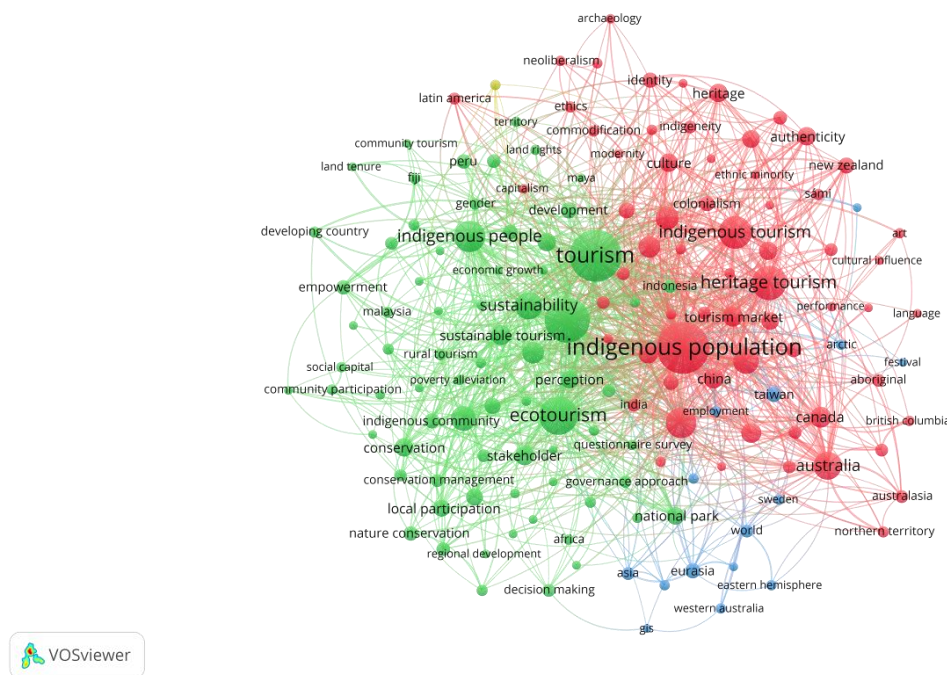 archaeology
neoliberalism
identity
heritage
latin america
ethics
territory
commodification
indigeneity
authenticity
community tourism
land rights
modernity
culture
new zealand
land tenure
peru
fiji
maya
ethnic minority
capitalism
sámi
gender
development
colonialism
developing country
indigenous people
tourism
indigenous tourism
art
cultural influence
economic growth
empowerment
indonesia
heritage tourism
malaysia
sustainability
tourism market
performance
language
sustainable tourism
indigenous population
arctic
rural tourism
festival
social capital
poverty alleviation
perception
china
aboriginal
community participation
taiwan
india
employment
indigenous community
ecotourism
canada
british columbia
conservation
stakeholder
questionnaire survey
australia
conservation management
governance approach
local participation
national park
sweden
australasia
nature conservation
africa
world
northern territory
regional development
asia
eurasia
decision making
eastern hemisphere
western australia
gis
VOSviewer